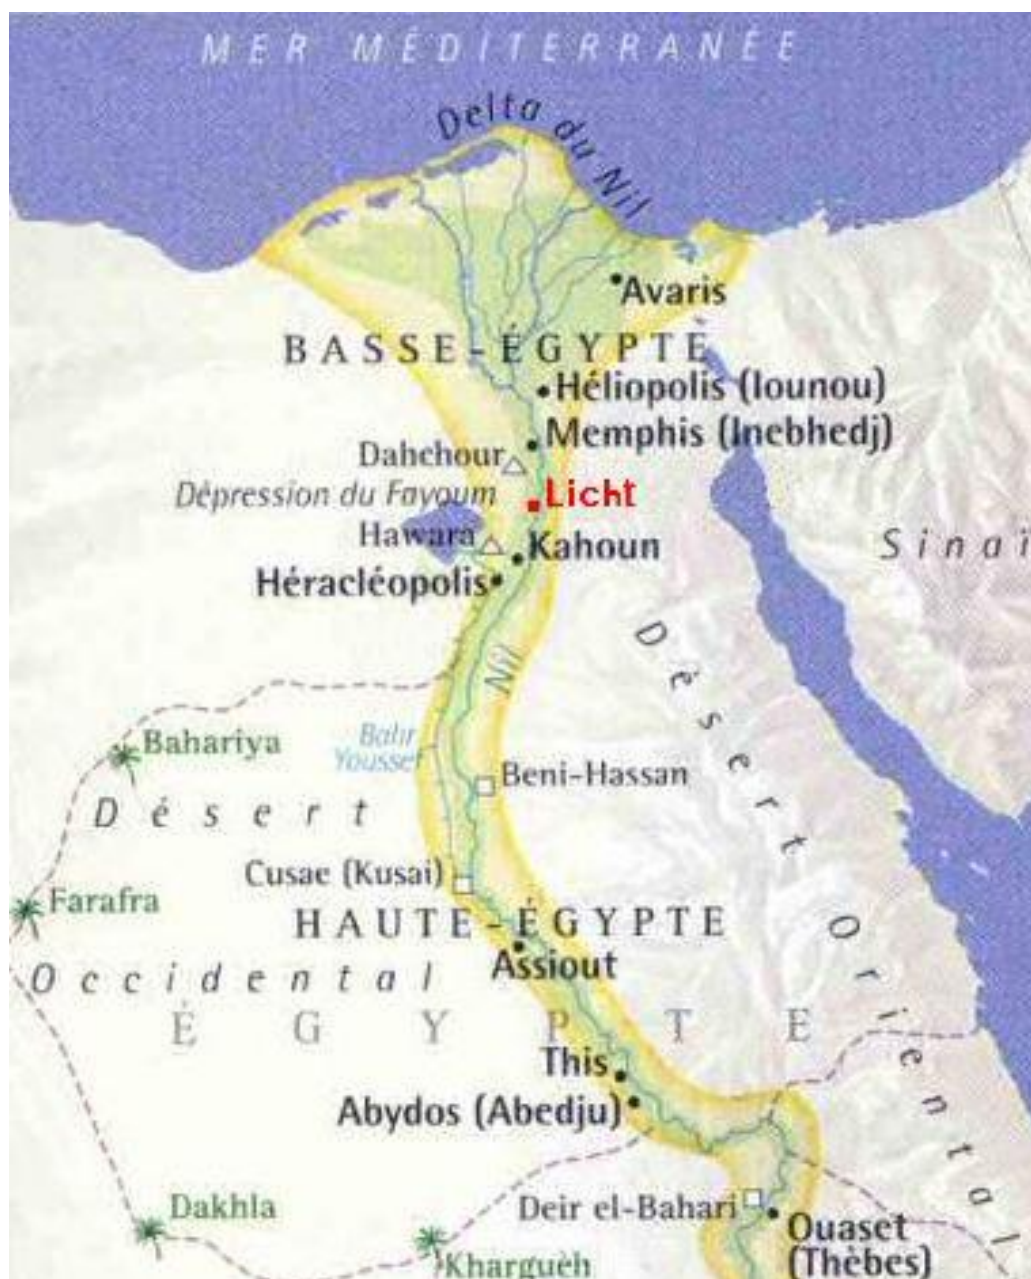 MER MÉDITERRANÉE
Delta du Nil
Avaris
BASSE-ÉGYPTE
Héliopolis (Iounou)
Memphis (Inebhedj)
Dahchour
Dépression du Fayoum
Licht
Hawara
Kahoun
Sinaï
Héracléopolis
Nil
Désert Oriental
Bahariya
Bahr
Youssef
Beni-Hassan
Désert
Cusae (Kusai)
Farafra
HAUTE-ÉGYPTE
Assiout
Occidental
ÉGYPTE
This
Abydos (Abedju)
Dakhla
Deir el-Bahari
Ouaset
(Thèbes)
Kharguèh